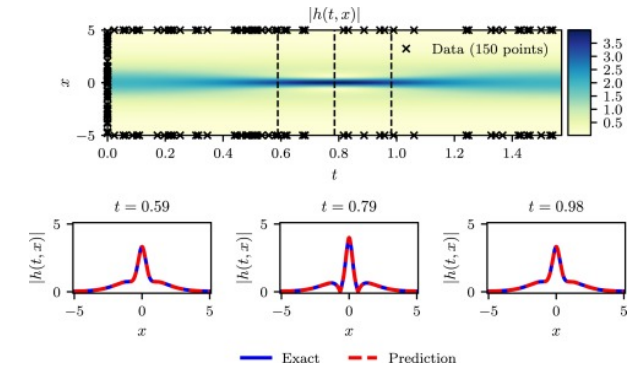 |h(t, x)|
5
0
−5
x
× Data (150 points)
3.5
3.0
2.5
2.0
1.5
1.0
0.5
0.0 0.2 0.4 0.6 0.8 1.0 1.2 1.4
t
t = 0.59 t = 0.79 t = 0.98
5 5 5
|h(t, x)| |h(t, x)| |h(t, x)|
0 0 0
−5 0 5 −5 0 5 −5 0 5
x x x
Exact Prediction